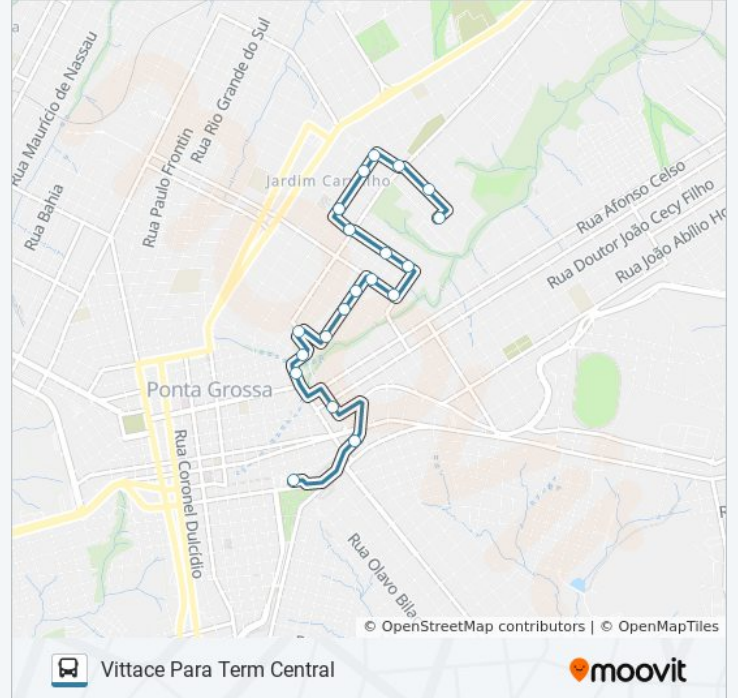 a
Rua Maurício de Nassau
Rua Rio Grande do Sul
Rua Paulo Frontin
Rua Bahia
Jardim Carvalho
Rua Afonso Celso
Rua Doutor João Cecy Filho
Rua João Abílio Ho
Ponta Grossa
Rua Coronel Dulcídio
Rua Olavo Bila
© OpenStreetMap contributors | © OpenMapTiles
Vittace Para Term Central
moovit